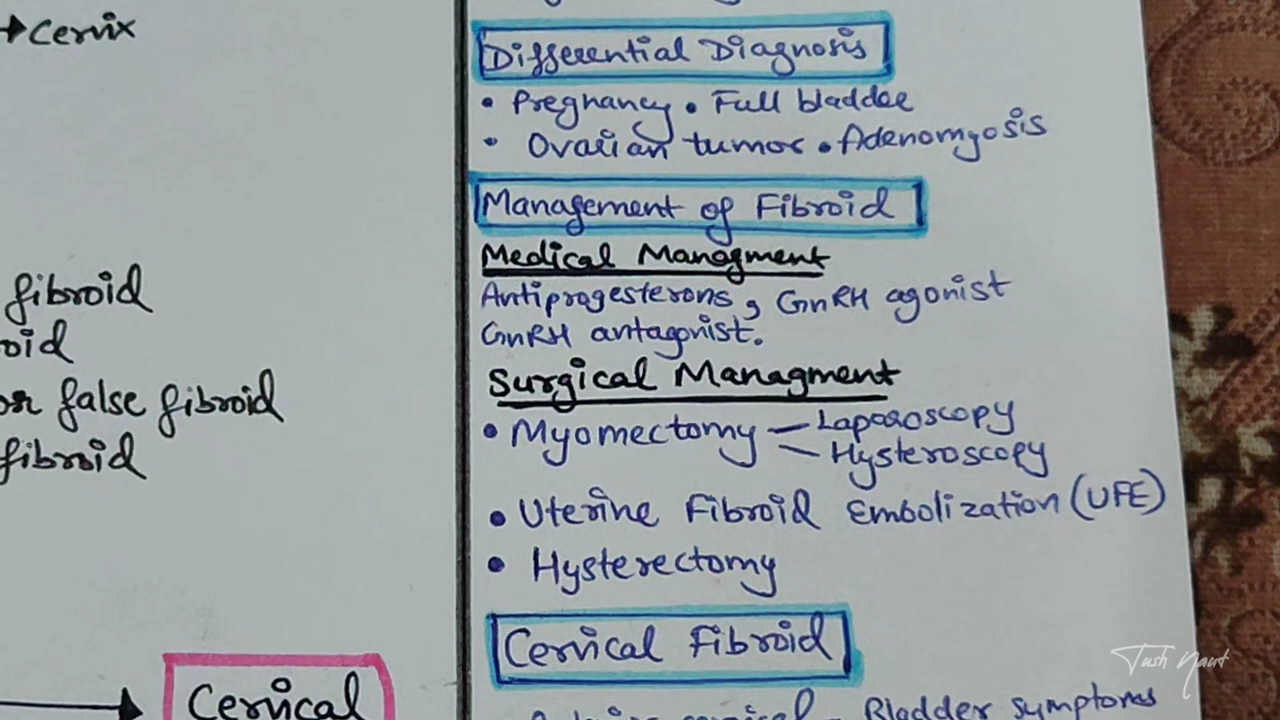 →Cervix
fibroid
oid
or false fibroid
fibroid
Cervical
Differential Diagnosis
• Pregnancy • Full bladder
• Ovarian tumor • Adenomyosis
Management of Fibroid
Medical Managment
Antiprogesterons, GnRH agonist
GnRH antagonist.
Surgical Managment
• Myomectomy — Laparoscopy
— Hysteroscopy
• Uterine Fibroid Embolization (UFE)
• Hysterectomy
Cervical Fibroid
cervical - Bladder symptoms
Tush